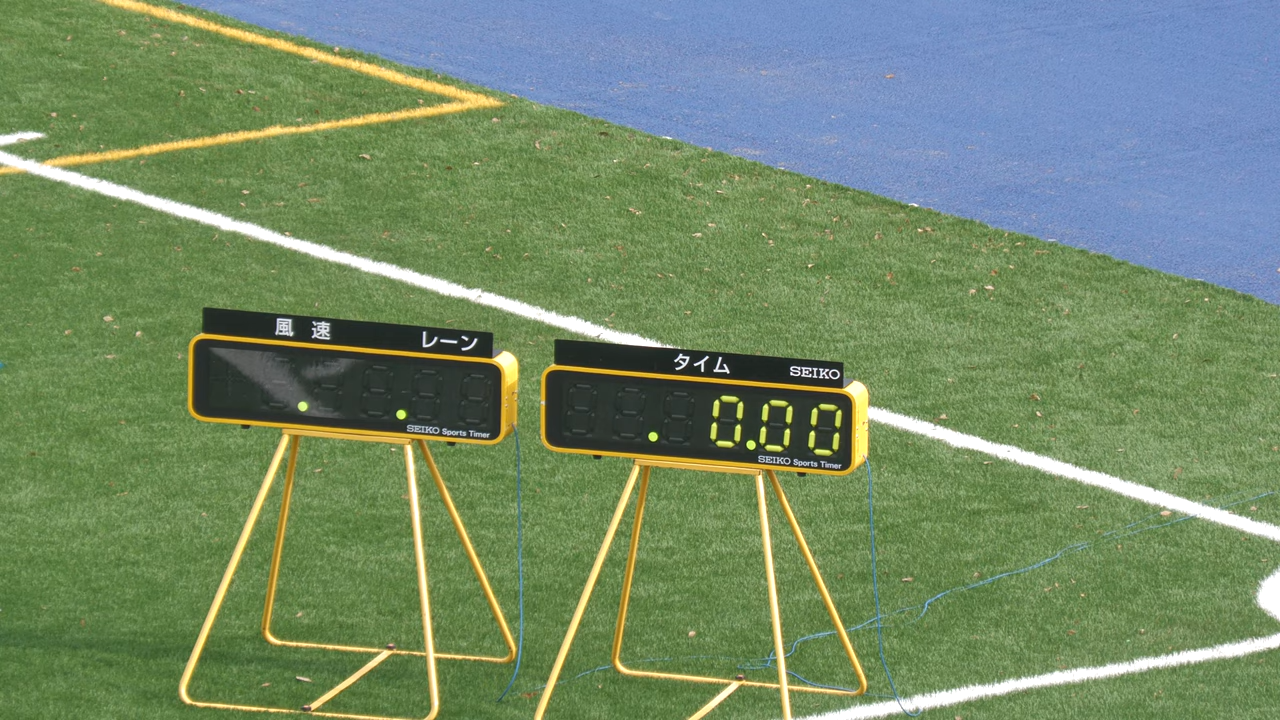 風速 レーン
SEIKO Sports Timer
タイム SEIKO
0.00
SEIKO Sports Timer